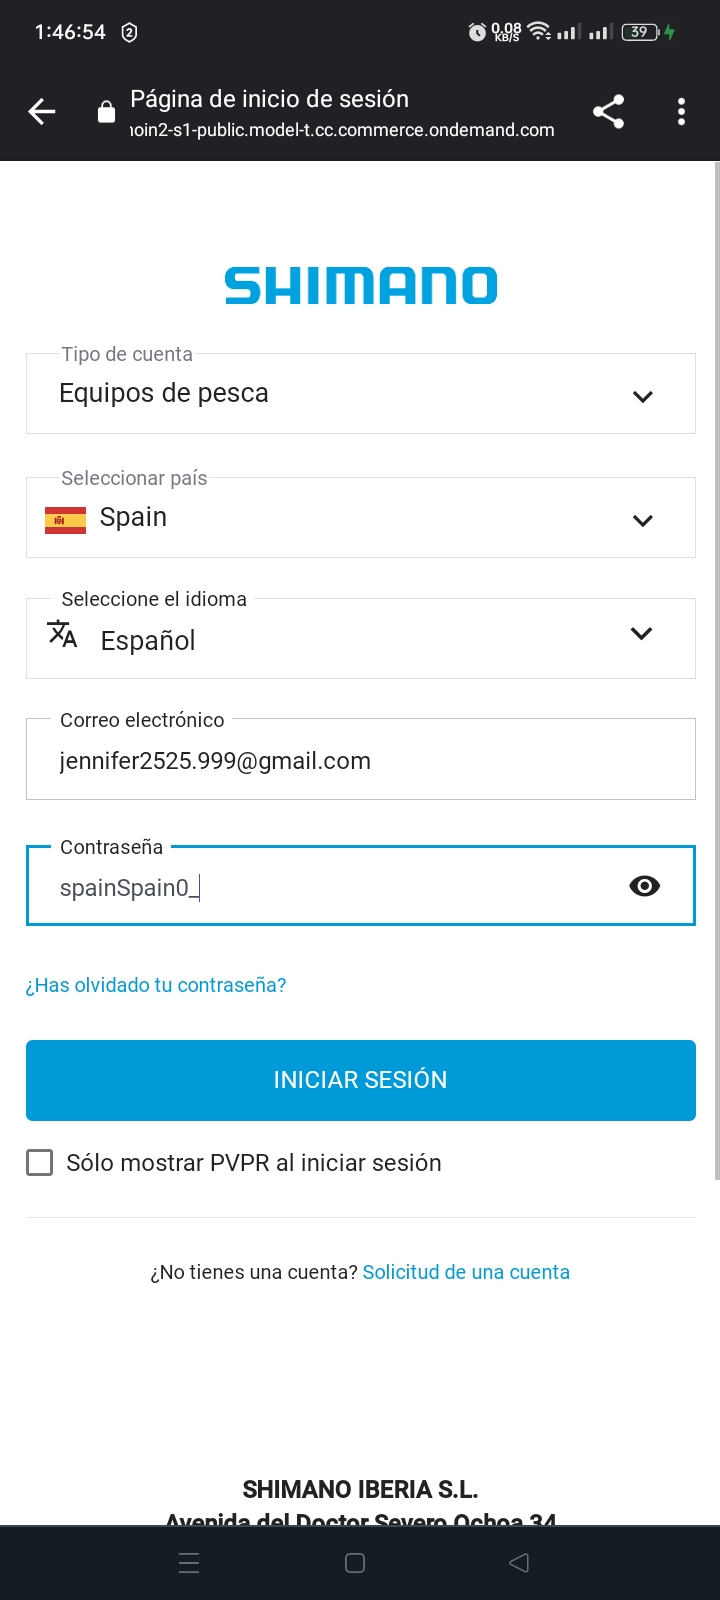 1:46:54 2 0.08 KB/S 39
Página de inicio de sesión
oin2-s1-public.model-t.cc.commerce.ondemand.com
SHIMANO
Tipo de cuenta
Equipos de pesca
Seleccionar país
Spain
Seleccione el idioma
Español
Correo electrónico
jennifer2525.999@gmail.com
Contraseña
spainSpain0_
¿Has olvidado tu contraseña?
INICIAR SESIÓN
Sólo mostrar PVPR al iniciar sesión
¿No tienes una cuenta? Solicitud de una cuenta
SHIMANO IBERIA S.L.
Avenida del Doctor Severo Ochoa 34